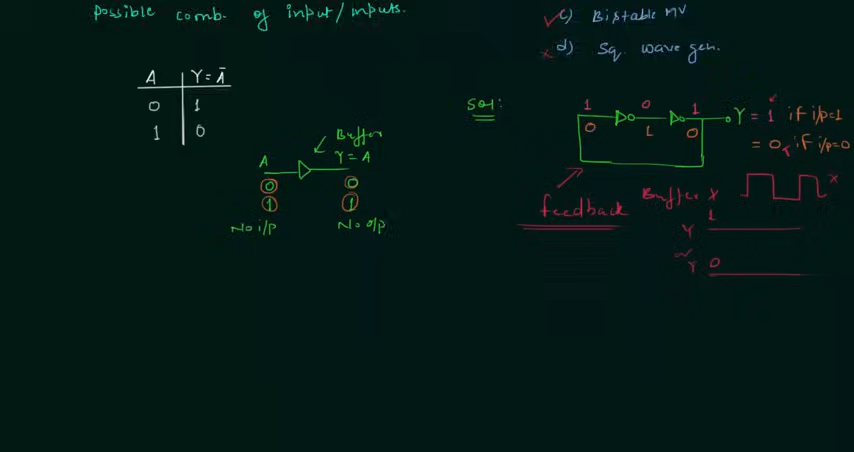 possible comb. of input/inputs.
A Y = Ā
0 1
1 0
Buffer
A Y = A
0 0
1 1
No i/p No o/p
✓ c) Bistable MV
× d) Sq. wave gen.
Sol:
1 0 1
Y = 1 if i/p=1
0 1 0
= 0, if i/p=0
feedback
Buffer ×
×
1
Y
Y 0